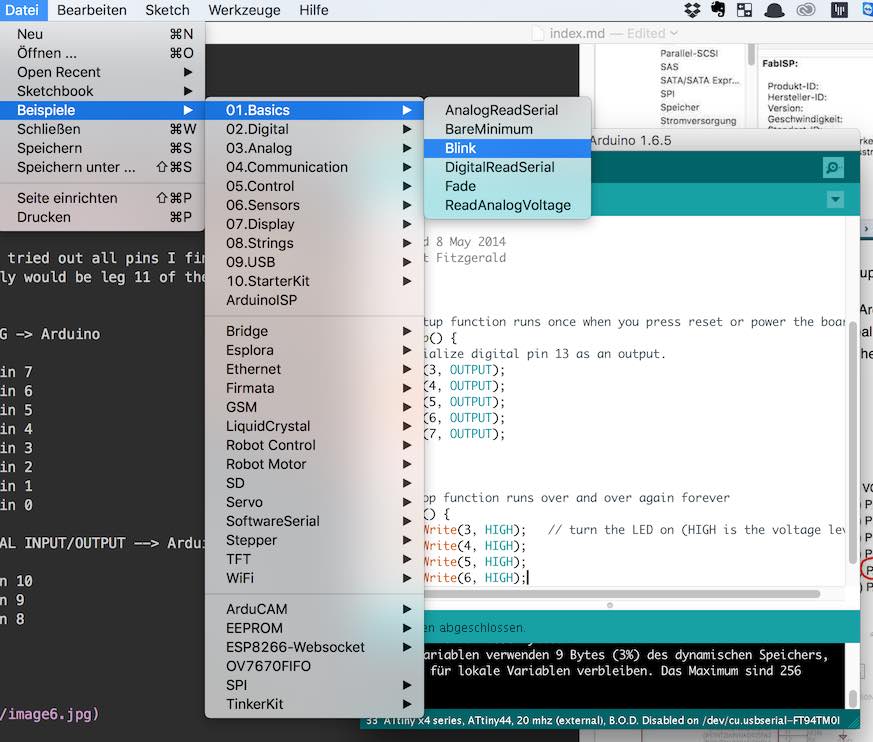 Datei Bearbeiten Sketch Werkzeuge Hilfe
index.md — Edited
Neu ⌘N
Öffnen ... ⌘O
Open Recent
Sketchbook
Beispiele
Schließen ⌘W
Speichern ⌘S
Speichern unter ... ⇧⌘S
Seite einrichten ⇧⌘P
Drucken ⌘P
01.Basics
02.Digital
03.Analog
04.Communication
05.Control
06.Sensors
07.Display
08.Strings
09.USB
10.StarterKit
ArduinoISP
Bridge
Esplora
Ethernet
Firmata
GSM
LiquidCrystal
Robot Control
Robot Motor
SD
Servo
SoftwareSerial
Stepper
TFT
WiFi
ArduCAM
EEPROM
ESP8266-Websocket
OV7670FIFO
SPI
TinkerKit
AnalogReadSerial
BareMinimum
Blink
DigitalReadSerial
Fade
ReadAnalogVoltage
Parallel-SCSI
SAS
SATA/SATA Expr...
SPI
Speicher
Stromversorgung
FabISP:
Produkt-ID:
Hersteller-ID:
Version:
Geschwindigkeit:
Arduino 1.6.5
tried out all pins I fi
ly would be leg 11 of the
G -> Arduino
in 7
in 6
in 5
in 4
in 3
in 2
in 1
in 0
AL INPUT/OUTPUT --> Ardu
n 10
n 9
n 8
/image6.jpg)
d 8 May 2014
t Fitzgerald
tup function runs once when you press reset or power the boa
() {
ialize digital pin 13 as an output.
(3, OUTPUT);
(4, OUTPUT);
(5, OUTPUT);
(6, OUTPUT);
(7, OUTPUT);
op function runs over and over again forever
() {
Write(3, HIGH); // turn the LED on (HIGH is the voltage lev
Write(4, HIGH);
Write(5, HIGH);
Write(6, HIGH);
en abgeschlossen.
ariablen verwenden 9 Bytes (3%) des dynamischen Speichers,
für lokale Variablen verbleiben. Das Maximum sind 256
33 ATtiny x4 series, ATtiny44, 20 mhz (external), B.O.D. Disabled on /dev/cu.usbserial-FT94TM0I